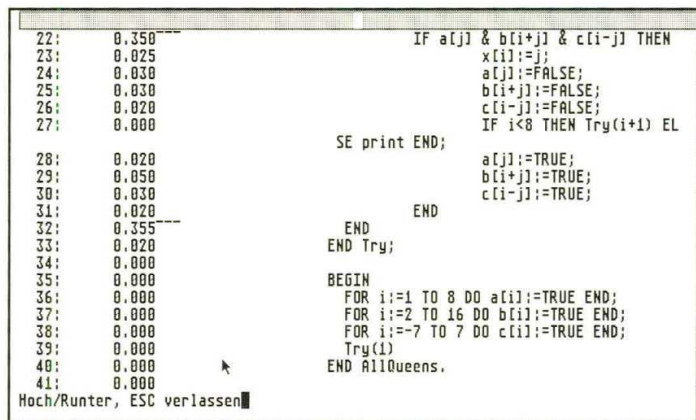 22: 0.350--- IF a[j] & b[i+j] & c[i-j] THEN
23: 0.025 x[i]:=j;
24: 0.030 a[j]:=FALSE;
25: 0.030 b[i+j]:=FALSE;
26: 0.020 c[i-j]:=FALSE;
27: 0.000 IF i<8 THEN Try(i+1) EL
SE print END;
28: 0.020 a[j]:=TRUE;
29: 0.050 b[i+j]:=TRUE;
30: 0.030 c[i-j]:=TRUE;
31: 0.020 END
32: 0.355--- END
33: 0.020 END Try;
34: 0.000
35: 0.000 BEGIN
36: 0.000 FOR i:=1 TO 8 DO a[i]:=TRUE END;
37: 0.000 FOR i:=2 TO 16 DO b[i]:=TRUE END;
38: 0.000 FOR i:=-7 TO 7 DO c[i]:=TRUE END;
39: 0.000 Try(1)
40: 0.000 END AllQueens.
41: 0.000
Hoch/Runter, ESC verlassen